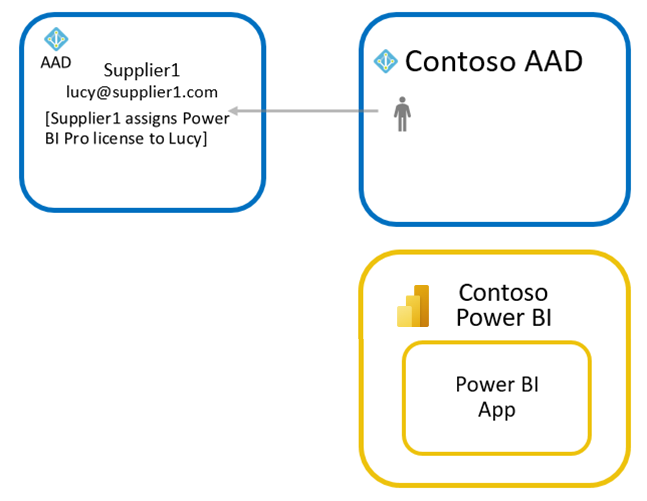 AAD
Supplier1
lucy@supplier1.com
[Supplier1 assigns Power
BI Pro license to Lucy]
Contoso AAD
Contoso
Power BI
Power BI
App